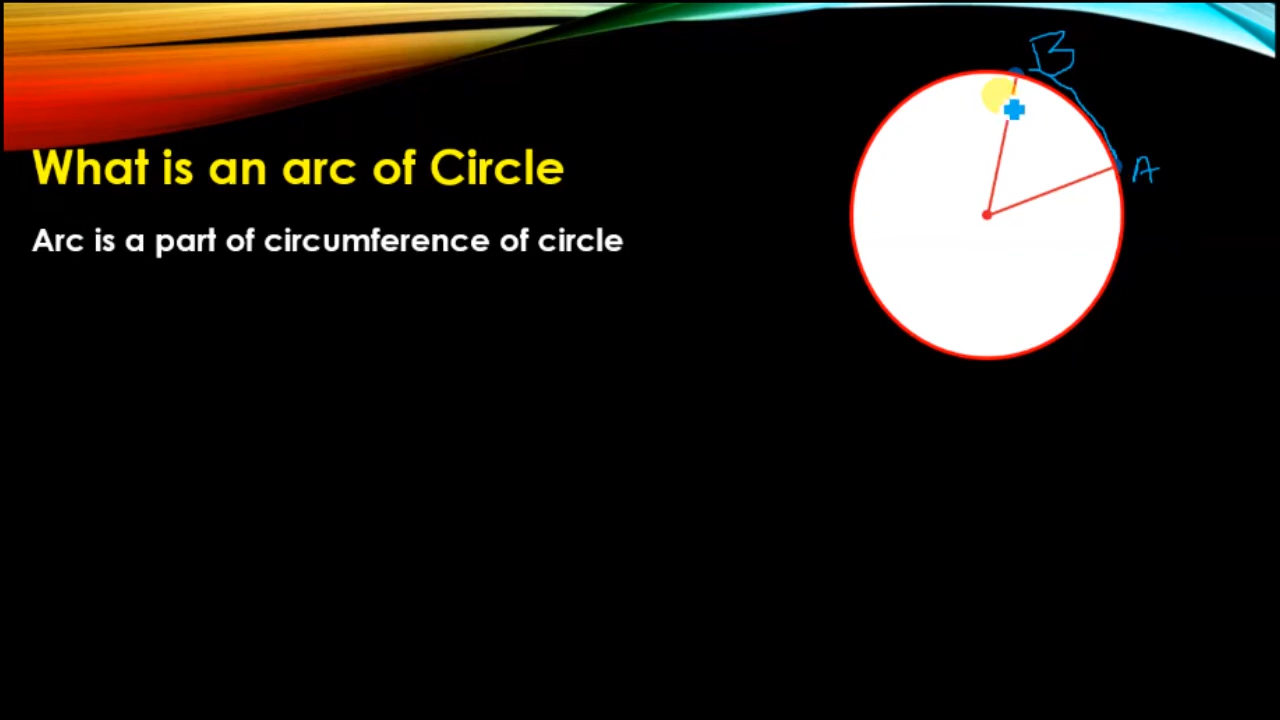 B
What is an arc of Circle
A
Arc is a part of circumference of circle